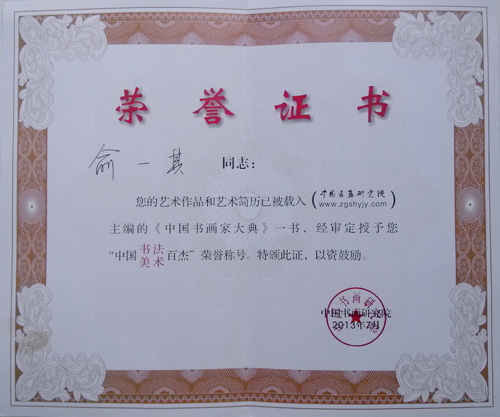 荣誉证书
俞一其 同志：
您的艺术作品和艺术简历已被载入（中国书画研究院 www.zgshyjy.com）
主编的《中国书画家大典》一书，经审定授予您
“中国书法美术百杰”荣誉称号。特颁此证，以资鼓励。
中国书画研究院
2013年7月